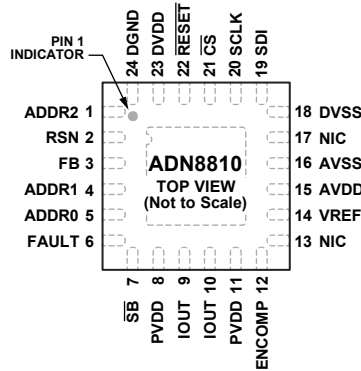 PIN 1
INDICATOR
24 DGND
23 DVDD
22 RESET
21 CS
20 SCLK
19 SDI
ADDR2 1
RSN 2
FB 3
ADDR1 4
ADDR0 5
FAULT 6
ADN8810
TOP VIEW
(Not to Scale)
18 DVSS
17 NIC
16 AVSS
15 AVDD
14 VREF
13 NIC
SB 7
PVDD 8
IOUT 9
IOUT 10
PVDD 11
ENCOMP 12